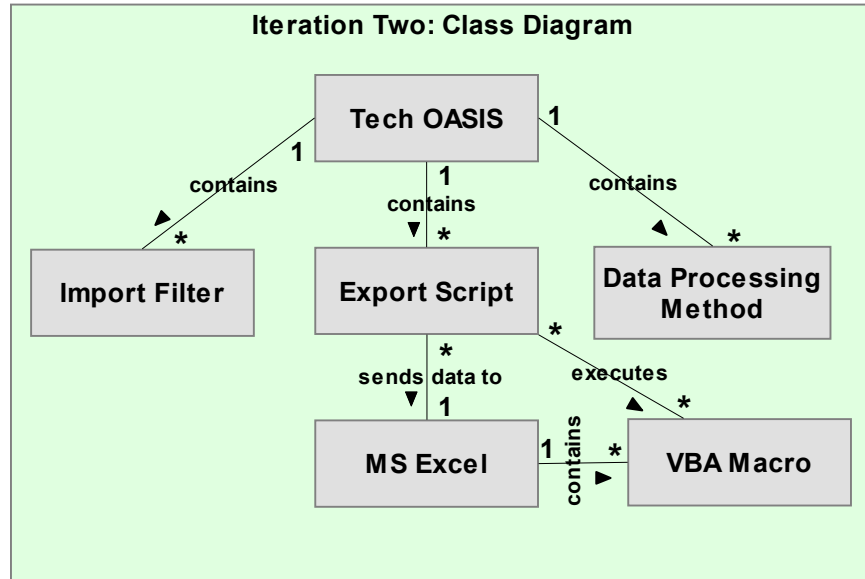 Iteration Two: Class Diagram
Tech OASIS
1
1
1
contains
contains
contains
*
*
*
Import Filter
Export Script
Data Processing
Method
*
*
sends data to
executes
1
*
MS Excel
1
contains
*
VBA Macro